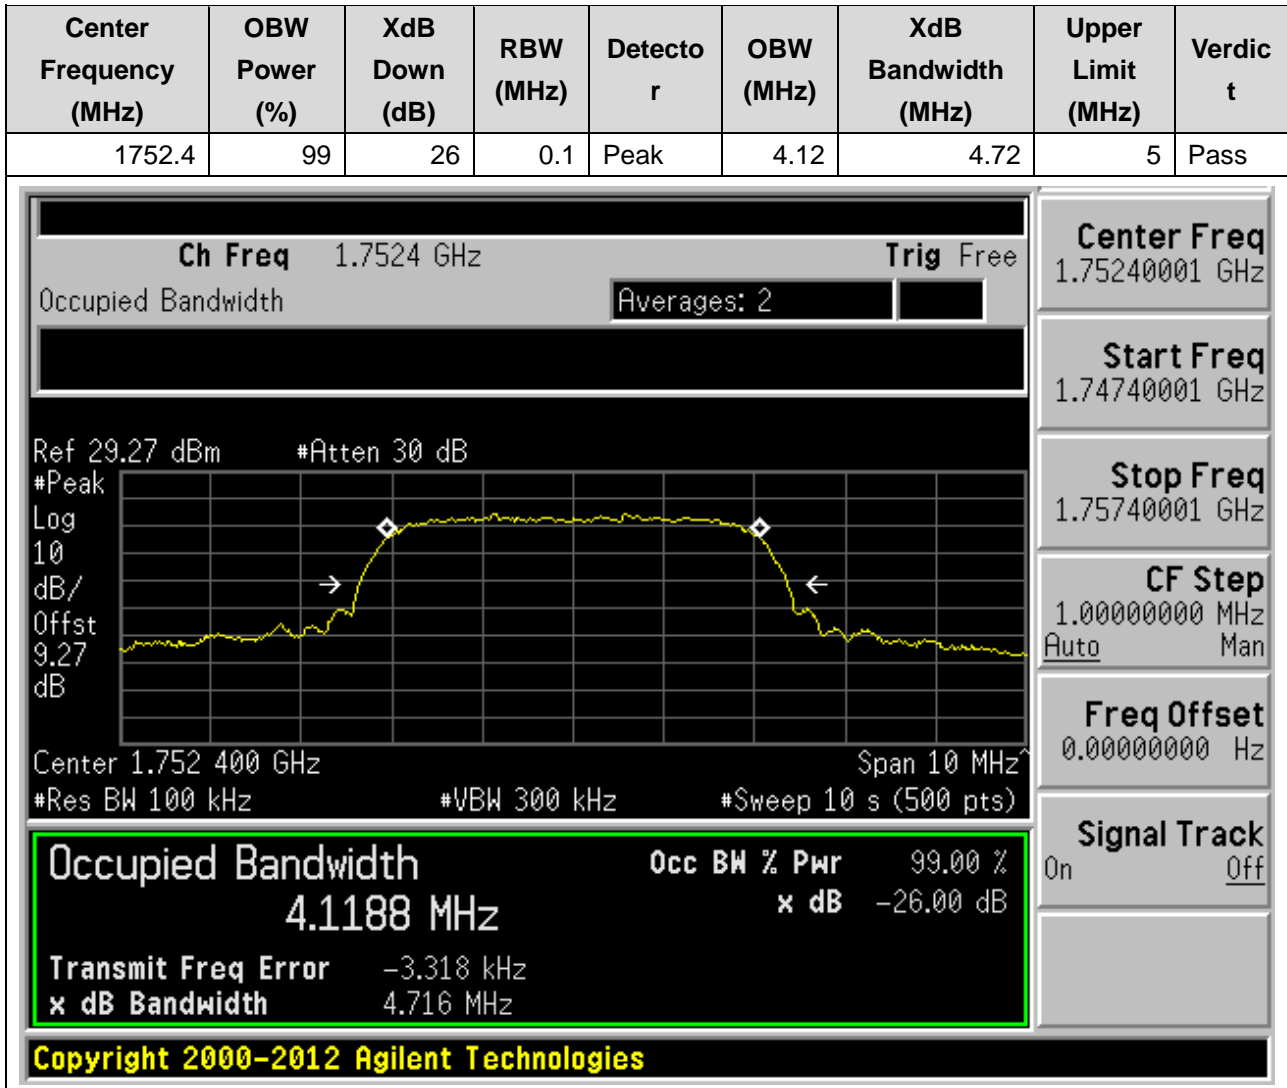 Center Frequency (MHz) OBW Power (%) XdB Down (dB) RBW (MHz) Detecto r OBW (MHz) XdB Bandwidth (MHz) Upper Limit (MHz) Verdic t
1752.4 99 26 0.1 Peak 4.12 4.72 5 Pass
Ch Freq 1.7524 GHz Trig Free
Occupied Bandwidth Averages: 2
Ref 29.27 dBm #Atten 30 dB
#Peak
Log
10
dB/
Offst
9.27
dB
Center 1.752 400 GHz Span 10 MHz^
#Res BW 100 kHz #VBW 300 kHz #Sweep 10 s (500 pts)
Occupied Bandwidth Occ BW % Pwr 99.00 %
4.1188 MHz x dB -26.00 dB
Transmit Freq Error -3.318 kHz
x dB Bandwidth 4.716 MHz
Copyright 2000-2012 Agilent Technologies
Center Freq
1.75240001 GHz
Start Freq
1.74740001 GHz
Stop Freq
1.75740001 GHz
CF Step
1.00000000 MHz
Auto Man
Freq Offset
0.00000000 Hz
Signal Track
On Off